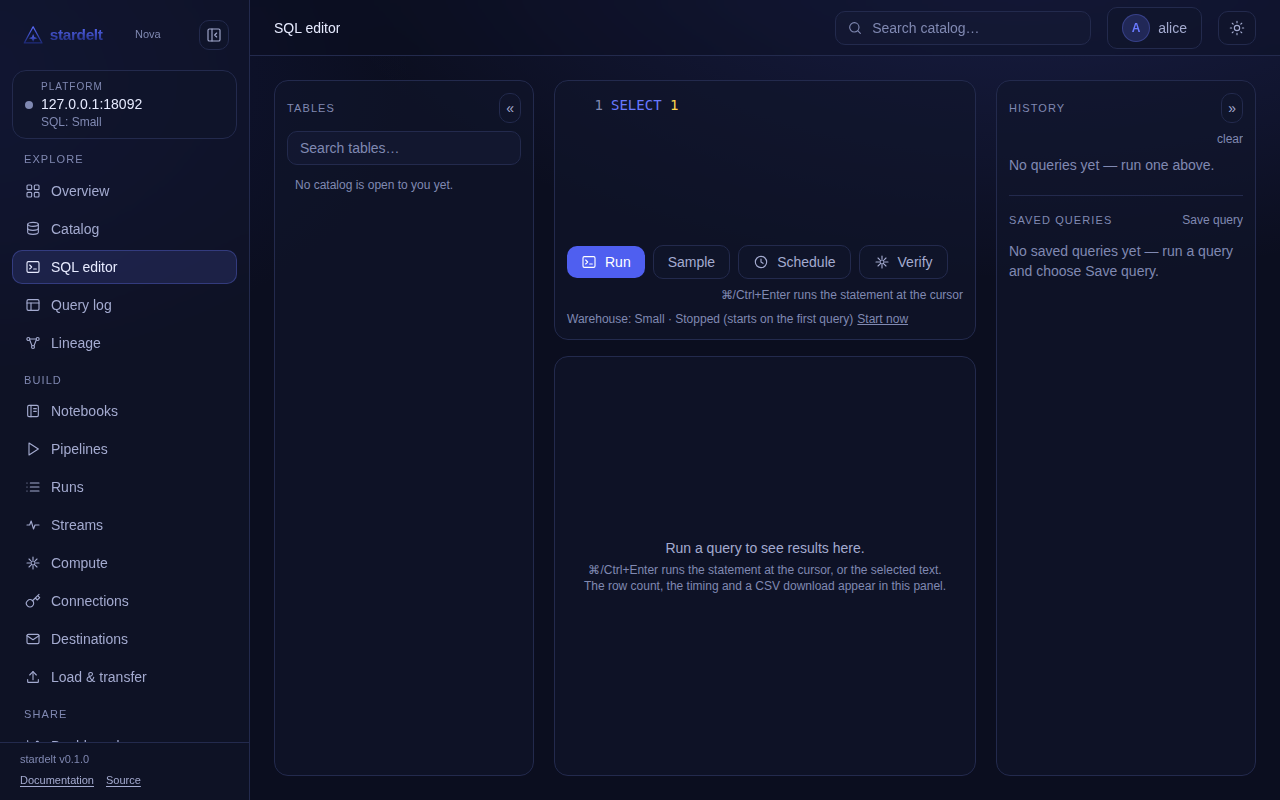 stardelt
Nova
PLATFORM
127.0.0.1:18092
SQL: Small
EXPLORE
Overview
Catalog
SQL editor
Query log
Lineage
BUILD
Notebooks
Pipelines
Runs
Streams
Compute
Connections
Destinations
Load & transfer
SHARE
stardelt v0.1.0
Documentation Source
SQL editor
Search catalog…
A alice
TABLES «
Search tables…
No catalog is open to you yet.
1 SELECT 1
Run Sample Schedule Verify
⌘/Ctrl+Enter runs the statement at the cursor
Warehouse: Small · Stopped (starts on the first query) Start now
Run a query to see results here.
⌘/Ctrl+Enter runs the statement at the cursor, or the selected text.
The row count, the timing and a CSV download appear in this panel.
HISTORY »
clear
No queries yet — run one above.
SAVED QUERIES Save query
No saved queries yet — run a query
and choose Save query.